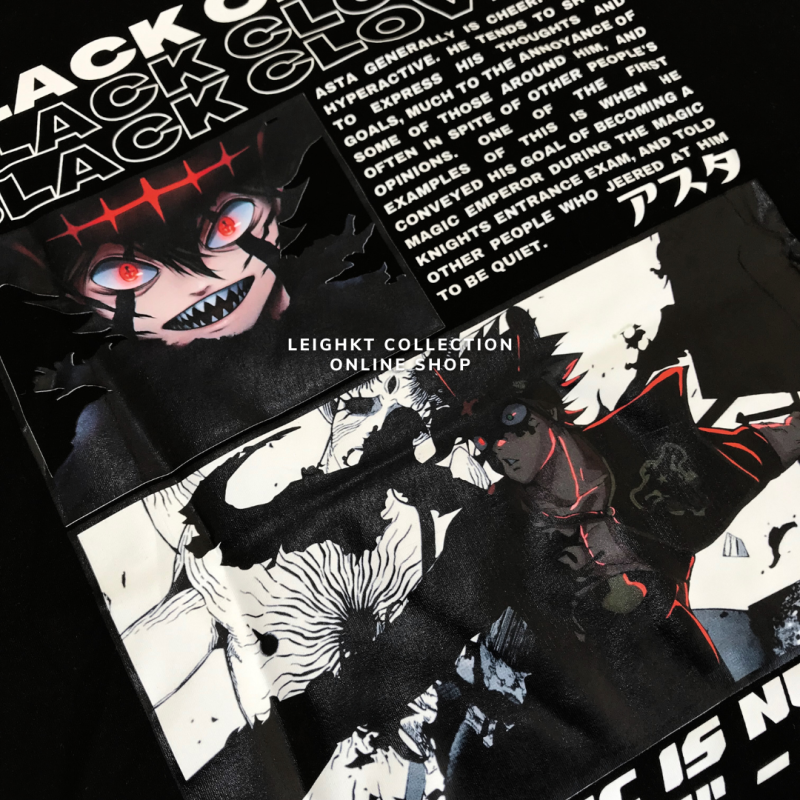 BLACK CLOV
ASTA GENERALLY IS CHEER
HYPERACTIVE. HE TENDS TO SH
TO EXPRESS HIS THOUGHTS AND
GOALS, MUCH TO THE ANNOYANCE OF
SOME OF THOSE AROUND HIM, AND
OFTEN IN SPITE OF OTHER PEOPLE'S
OPINIONS. ONE OF THE FIRST
EXAMPLES OF THIS IS WHEN HE
CONVEYED HIS GOAL OF BECOMING A
MAGIC EMPEROR DURING THE MAGIC
KNIGHTS ENTRANCE EXAM, AND TOLD
OTHER PEOPLE WHO JEERED AT HIM
TO BE QUIET.
アスタ
LEIGHKT COLLECTION
ONLINE SHOP
IS